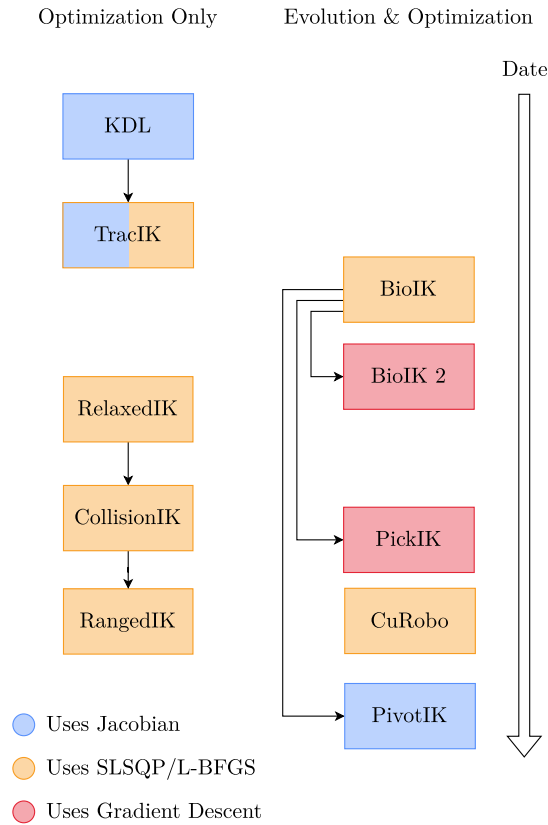 Optimization Only
Evolution & Optimization
Date
KDL
TracIK
BioIK
BioIK 2
RelaxedIK
CollisionIK
PickIK
RangedIK
CuRobo
PivotIK
Uses Jacobian
Uses SLSQP/L-BFGS
Uses Gradient Descent